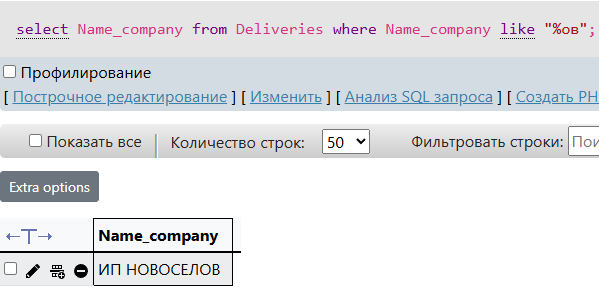 select Name_company from Deliveries where Name_company like "%ов";
Профилирование
[ Построчное редактирование ] [ Изменить ] [ Анализ SQL запроса ] [ Создать PH
Показать все Количество строк: 50 Фильтровать строки: Пои
Extra options
←T→ Name_company
ИП НОВОСЕЛОВ